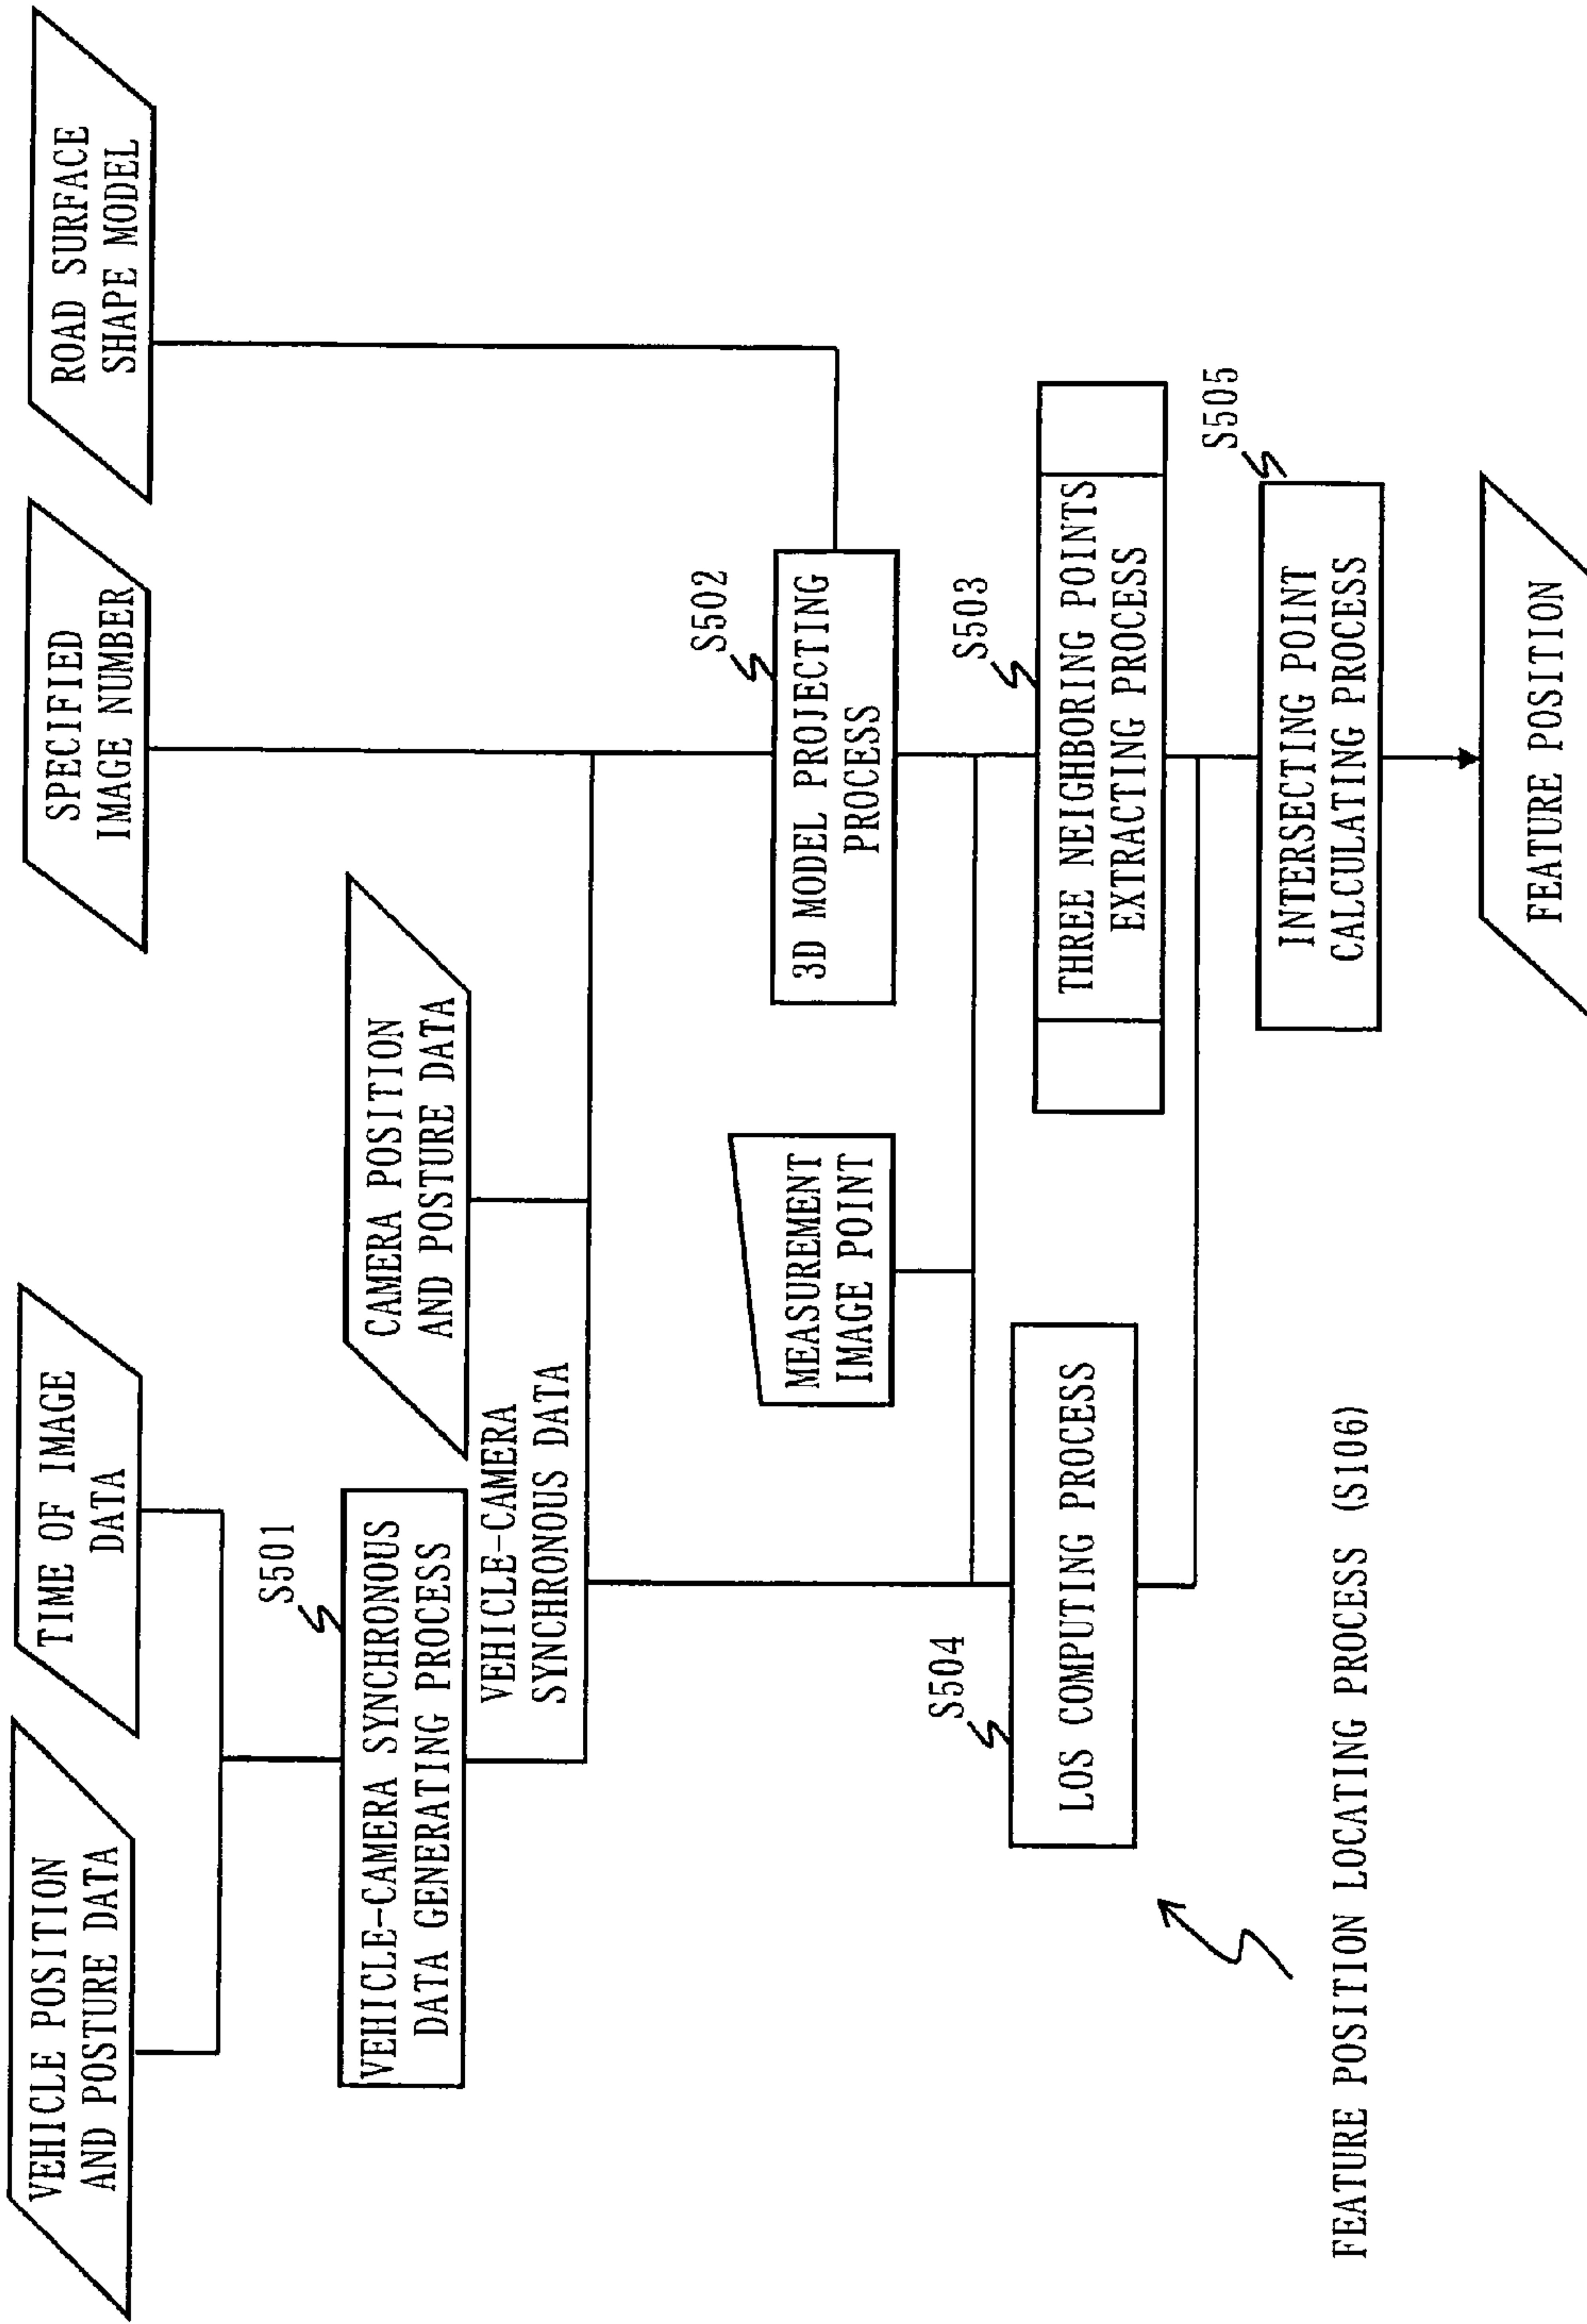 VEHICLE POSITION
AND POSTURE DATA
TIME OF IMAGE
DATA
SPECIFIED
IMAGE NUMBER
ROAD SURFACE
SHAPE MODEL
S501
VEHICLE-CAMERA SYNCHRONOUS
DATA GENERATING PROCESS
CAMERA POSITION
AND POSTURE DATA
VEHICLE-CAMERA
SYNCHRONOUS DATA
S502
3D MODEL PROJECTING
PROCESS
MEASUREMENT
IMAGE POINT
S504
LOS COMPUTING PROCESS
S503
THREE NEIGHBORING POINTS
EXTRACTING PROCESS
S505
INTERSECTING POINT
CALCULATING PROCESS
FEATURE POSITION
FEATURE POSITION LOCATING PROCESS (S106)